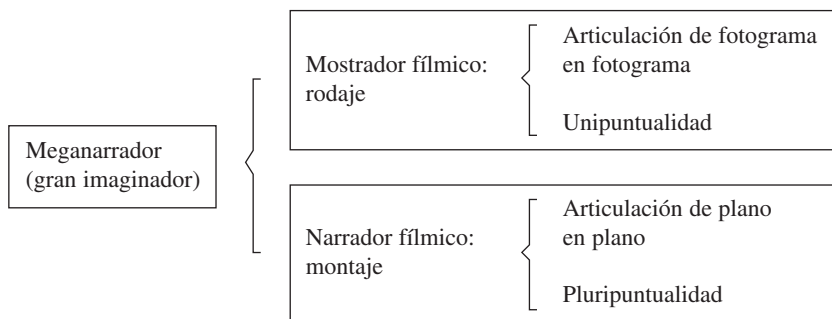 Meganarrador
(gran imaginador)
Mostrador fílmico:
rodaje
Articulación de fotograma
en fotograma
Unipuntualidad
Narrador fílmico:
montaje
Articulación de plano
en plano
Pluripuntualidad